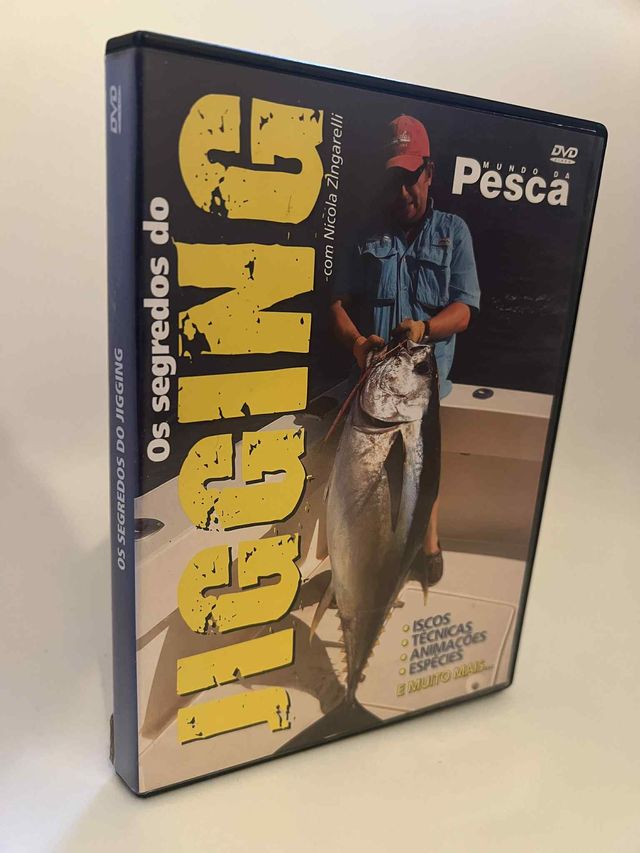 DVD
OS SEGREDOS DO JIGGING
Os segredos do
JIGGING
-com Nicola Zingarelli
DVD
VIDEO
MUNDO DA
Pesca
• ISCOS
• TÉCNICAS
• ANIMAÇÕES
• ESPÉCIES
E MUITO MAIS...